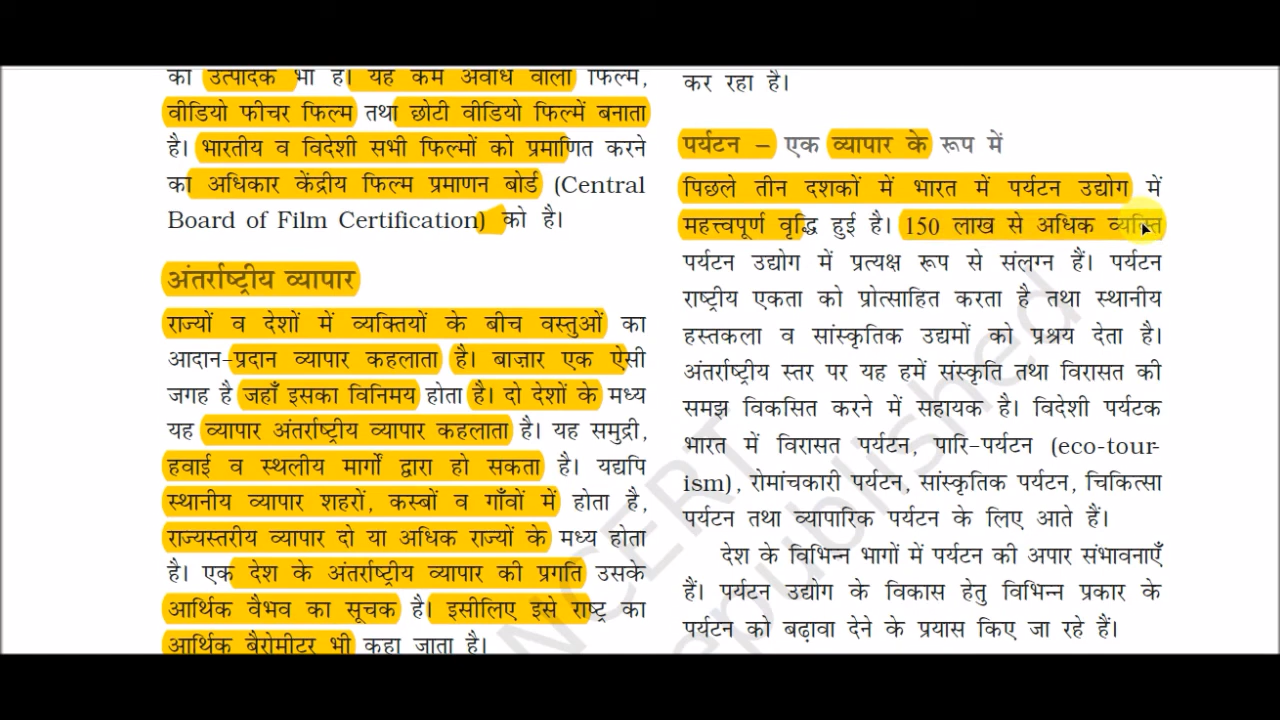 का उत्पादक भी है। यह कम अवधि वाली फिल्म,
वीडियो फीचर फिल्म तथा छोटी वीडियो फिल्में बनाता
है। भारतीय व विदेशी सभी फिल्मों को प्रमाणित करने
का अधिकार केंद्रीय फिल्म प्रमाणन बोर्ड (Central
Board of Film Certification) को है।
अंतर्राष्ट्रीय व्यापार
राज्यों व देशों में व्यक्तियों के बीच वस्तुओं का
आदान-प्रदान व्यापार कहलाता है। बाज़ार एक ऐसी
जगह है जहाँ इसका विनिमय होता है। दो देशों के मध्य
यह व्यापार अंतर्राष्ट्रीय व्यापार कहलाता है। यह समुद्री,
हवाई व स्थलीय मार्गों द्वारा हो सकता है। यद्यपि
स्थानीय व्यापार शहरों, कस्बों व गाँवों में होता है,
राज्यस्तरीय व्यापार दो या अधिक राज्यों के मध्य होता
है। एक देश के अंतर्राष्ट्रीय व्यापार की प्रगति उसके
आर्थिक वैभव का सूचक है। इसीलिए इसे राष्ट्र का
आर्थिक बैरोमीटर भी कहा जाता है।
कर रहा है।
पर्यटन – एक व्यापार के रूप में
पिछले तीन दशकों में भारत में पर्यटन उद्योग में
महत्त्वपूर्ण वृद्धि हुई है। 150 लाख से अधिक व्यक्ति
पर्यटन उद्योग में प्रत्यक्ष रूप से संलग्न हैं। पर्यटन
राष्ट्रीय एकता को प्रोत्साहित करता है तथा स्थानीय
हस्तकला व सांस्कृतिक उद्यमों को प्रश्रय देता है।
अंतर्राष्ट्रीय स्तर पर यह हमें संस्कृति तथा विरासत की
समझ विकसित करने में सहायक है। विदेशी पर्यटक
भारत में विरासत पर्यटन, पारि-पर्यटन (eco-tour-
ism), रोमांचकारी पर्यटन, सांस्कृतिक पर्यटन, चिकित्सा
पर्यटन तथा व्यापारिक पर्यटन के लिए आते हैं।
देश के विभिन्न भागों में पर्यटन की अपार संभावनाएँ
हैं। पर्यटन उद्योग के विकास हेतु विभिन्न प्रकार के
पर्यटन को बढ़ावा देने के प्रयास किए जा रहे हैं।
NCERT
republished